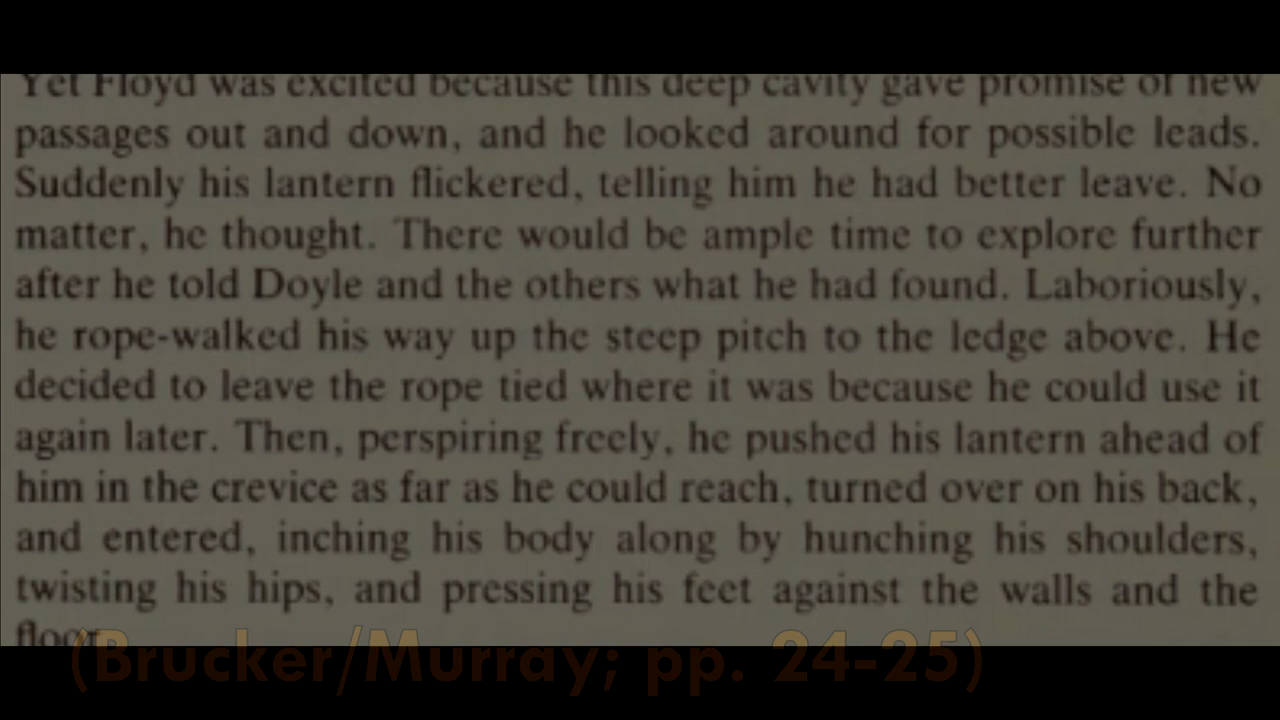 Yet Floyd was excited because this deep cavity gave promise of new
passages out and down, and he looked around for possible leads.
Suddenly his lantern flickered, telling him he had better leave. No
matter, he thought. There would be ample time to explore further
after he told Doyle and the others what he had found. Laboriously,
he rope-walked his way up the steep pitch to the ledge above. He
decided to leave the rope tied where it was because he could use it
again later. Then, perspiring freely, he pushed his lantern ahead of
him in the crevice as far as he could reach, turned over on his back,
and entered, inching his body along by hunching his shoulders,
twisting his hips, and pressing his feet against the walls and the
floor.
(Brucker/Murray; pp. 24-25)